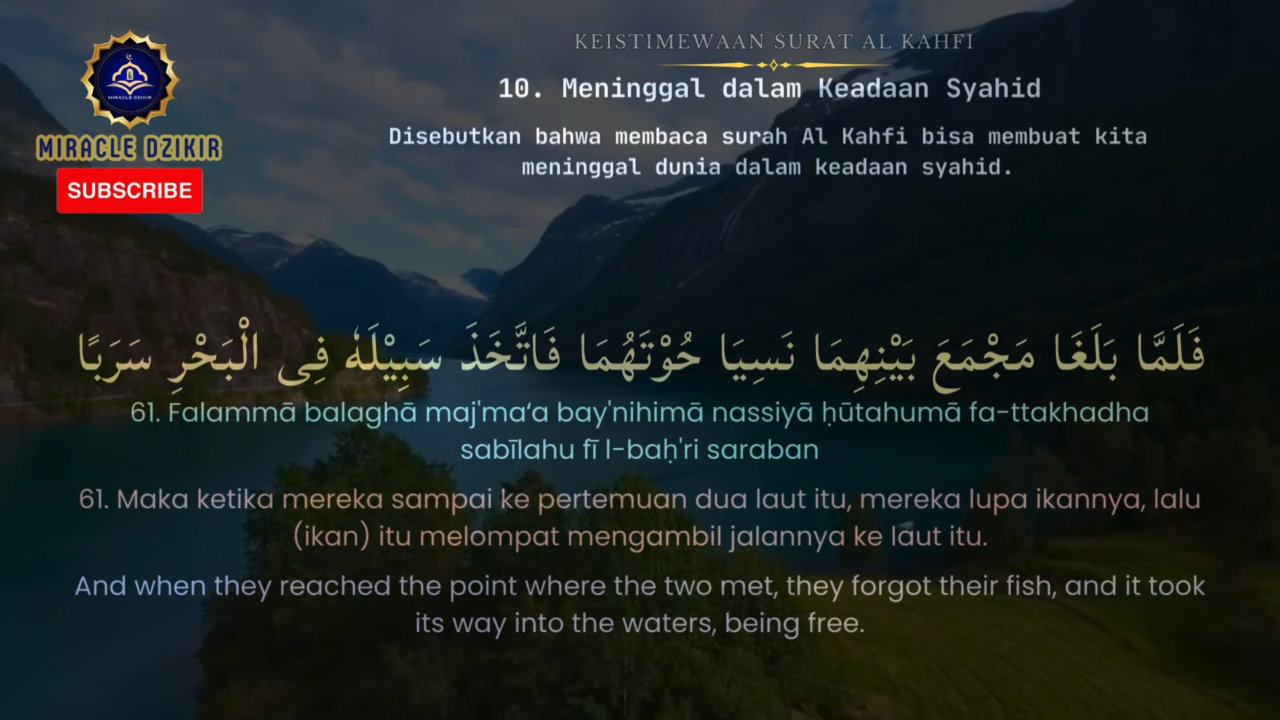 KEISTIMEWAAN SURAT AL KAHFI
10. Meninggal dalam Keadaan Syahid
Disebutkan bahwa membaca surah Al Kahfi bisa membuat kita
meninggal dunia dalam keadaan syahid.
MIRACLE DZIKIR
MIRACLE DZIKIR
SUBSCRIBE
فَلَمَّا بَلَغَا مَجْمَعَ بَيْنِهِمَا نَسِيَا حُوْتَهُمَا فَاتَّخَذَ سَبِيْلَهٗ فِى الْبَحْرِ سَرَبًا
61. Falammā balaghā maj'ma‘a bay'nihimā nassiyā ḥūtahumā fa-ttakhadha
sabīlahu fī l-baḥ'ri saraban
61. Maka ketika mereka sampai ke pertemuan dua laut itu, mereka lupa ikannya, lalu
(ikan) itu melompat mengambil jalannya ke laut itu.
And when they reached the point where the two met, they forgot their fish, and it took
its way into the waters, being free.